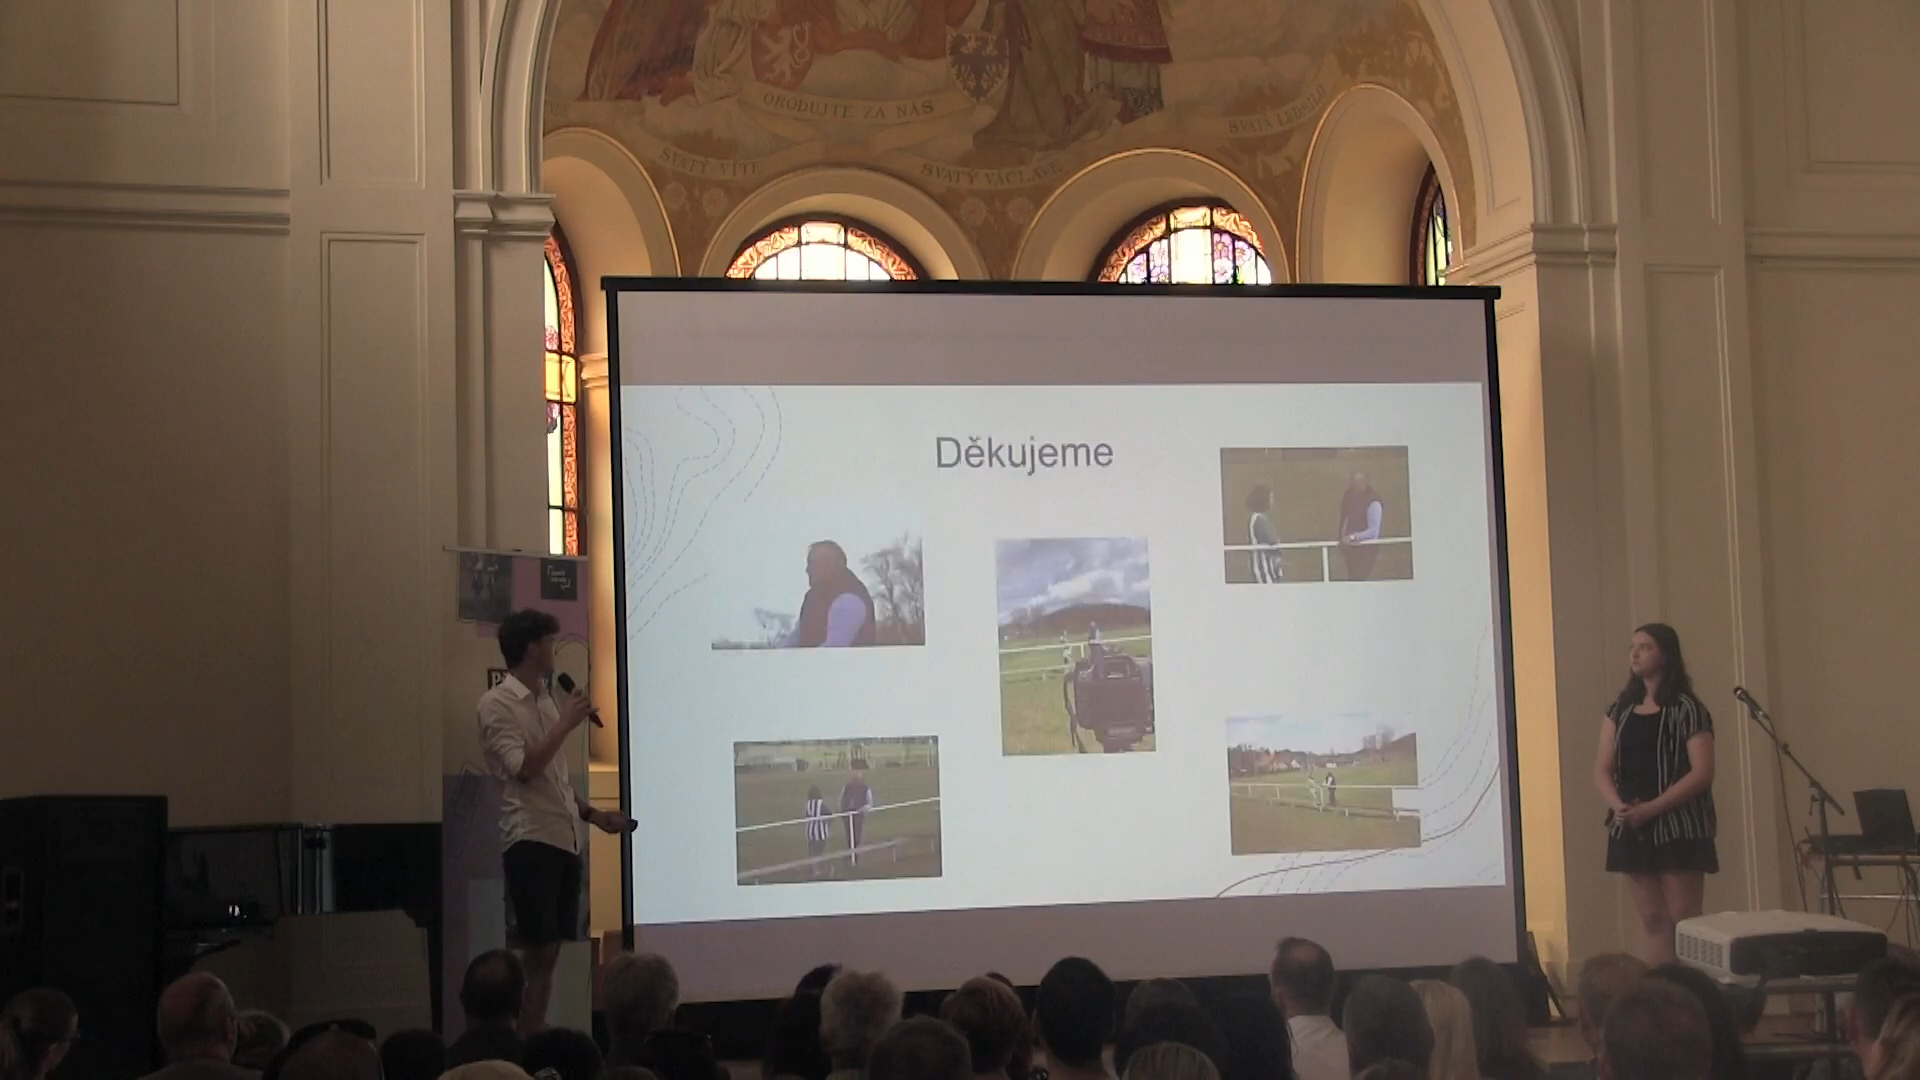 ORODUJTE ZA NÁS
SVATÝ VÍTE
SVATÝ VÁCLAVE
SVATÁ LUDMILO
Děkujeme